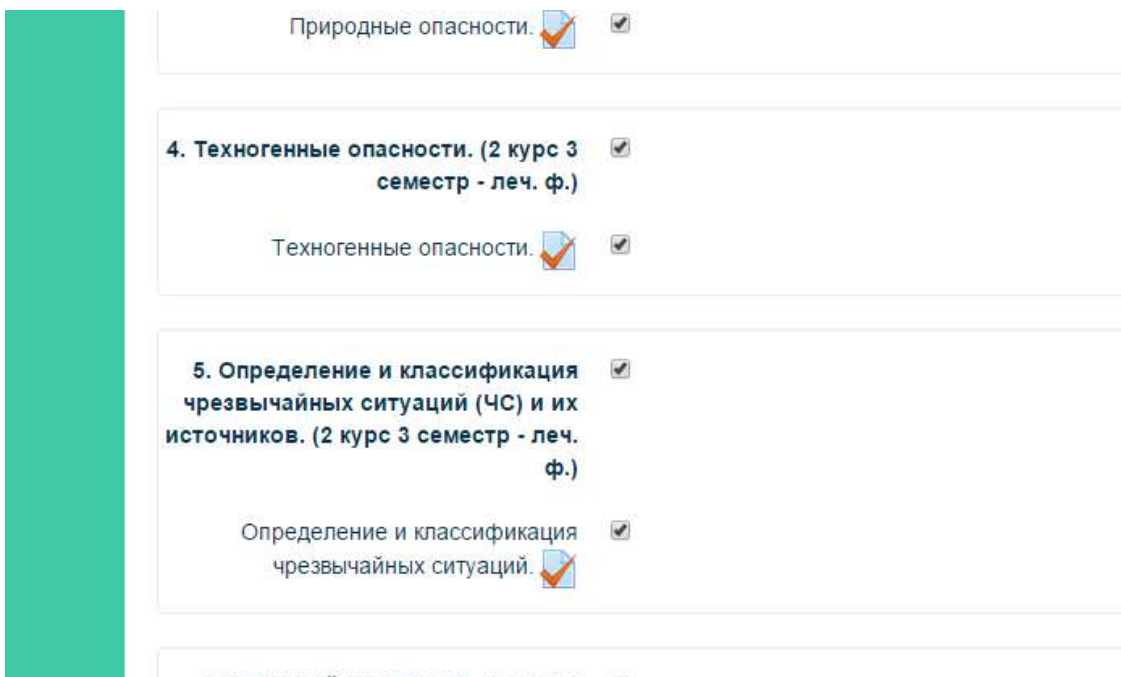 Природные опасности.
4. Техногенные опасности. (2 курс 3
семестр - леч. ф.)
Техногенные опасности.
5. Определение и классификация
чрезвычайных ситуаций (ЧС) и их
источников. (2 курс 3 семестр - леч.
ф.)
Определение и классификация
чрезвычайных ситуаций.